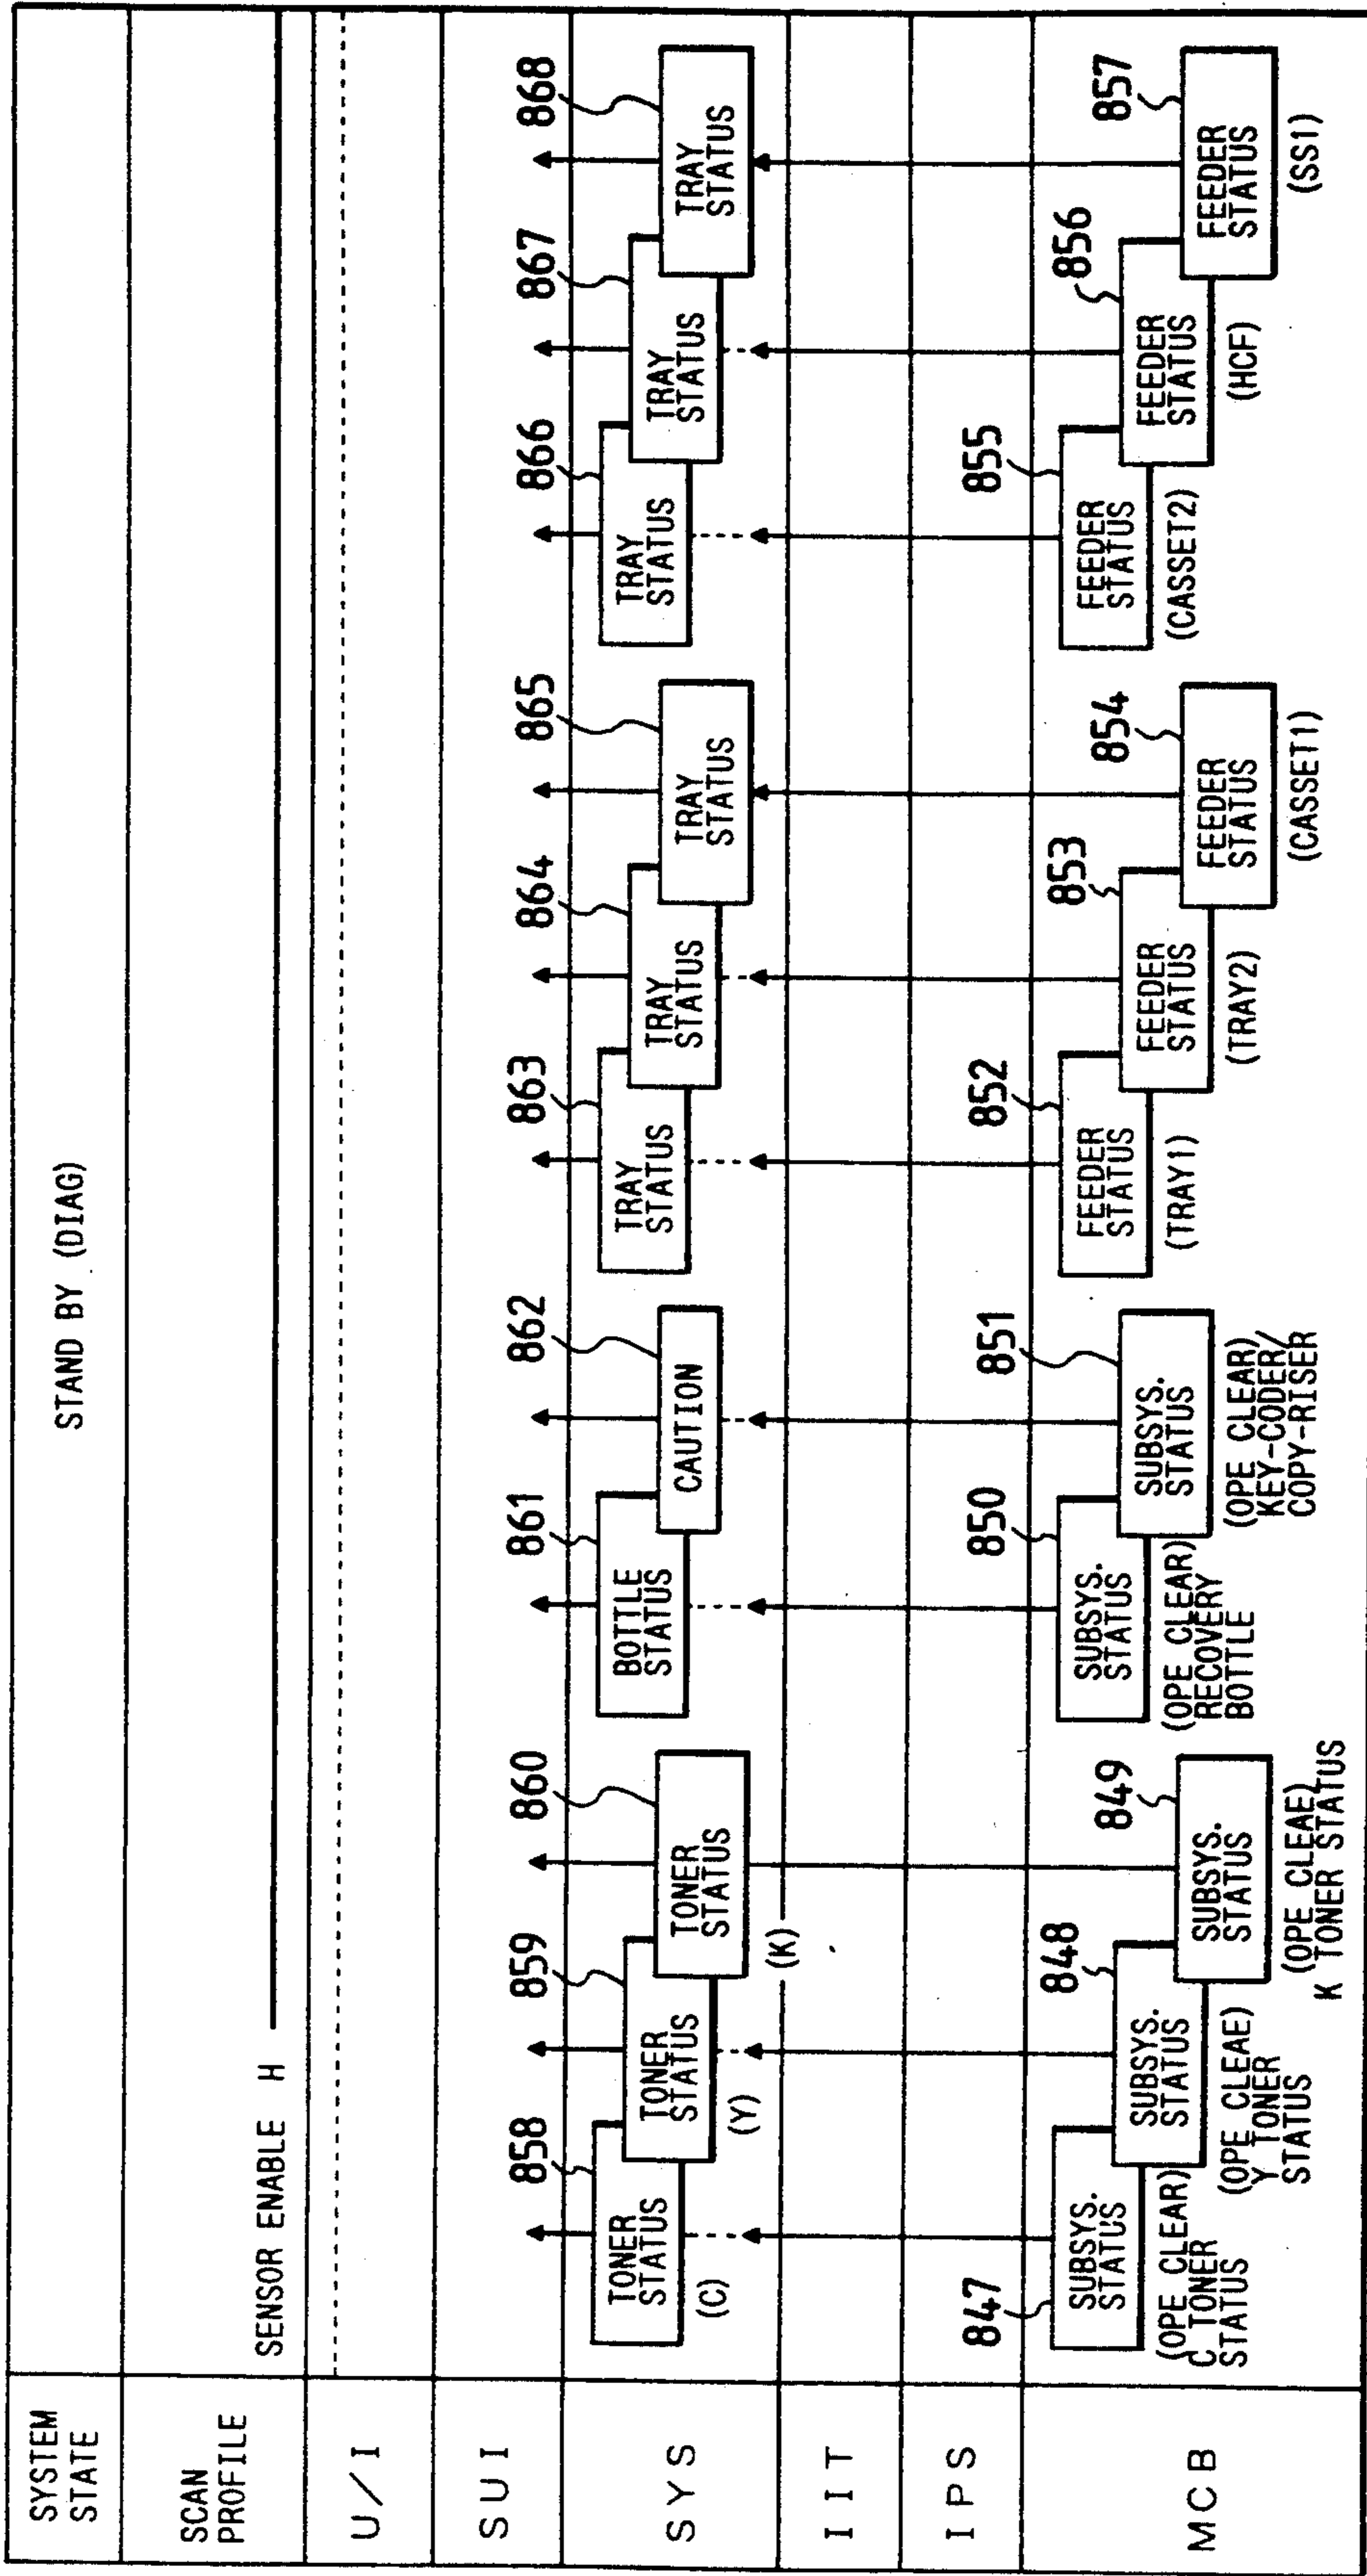 SYSTEM
STATE
STAND BY (DIAG)
SCAN
PROFILE
SENSOR ENABLE H
U/I
SUI
SYS
858
TONER
STATUS
(C)
859
TONER
STATUS
(Y)
860
TONER
STATUS
(K)
861
BOTTLE
STATUS
862
CAUTION
863
TRAY
STATUS
864
TRAY
STATUS
865
TRAY
STATUS
866
TRAY
STATUS
867
TRAY
STATUS
868
TRAY
STATUS
IIT
IPS
MCB
847
SUBSYS.
STATUS
(OPE CLEAR)
C TONER
STATUS
848
SUBSYS.
STATUS
(OPE CLEAE)
Y TONER
STATUS
849
SUBSYS.
STATUS
(OPE CLEAE)
K TONER STATUS
850
SUBSYS.
STATUS
(OPE CLEAR)
RECOVERY
BOTTLE
851
SUBSYS.
STATUS
(OPE CLEAR)
KEY-CODER/
COPY-RISER
852
FEEDER
STATUS
(TRAY1)
853
FEEDER
STATUS
(TRAY2)
854
FEEDER
STATUS
(CASSET1)
855
FEEDER
STATUS
(CASSET2)
856
FEEDER
STATUS
(HCF)
857
FEEDER
STATUS
(SS1)